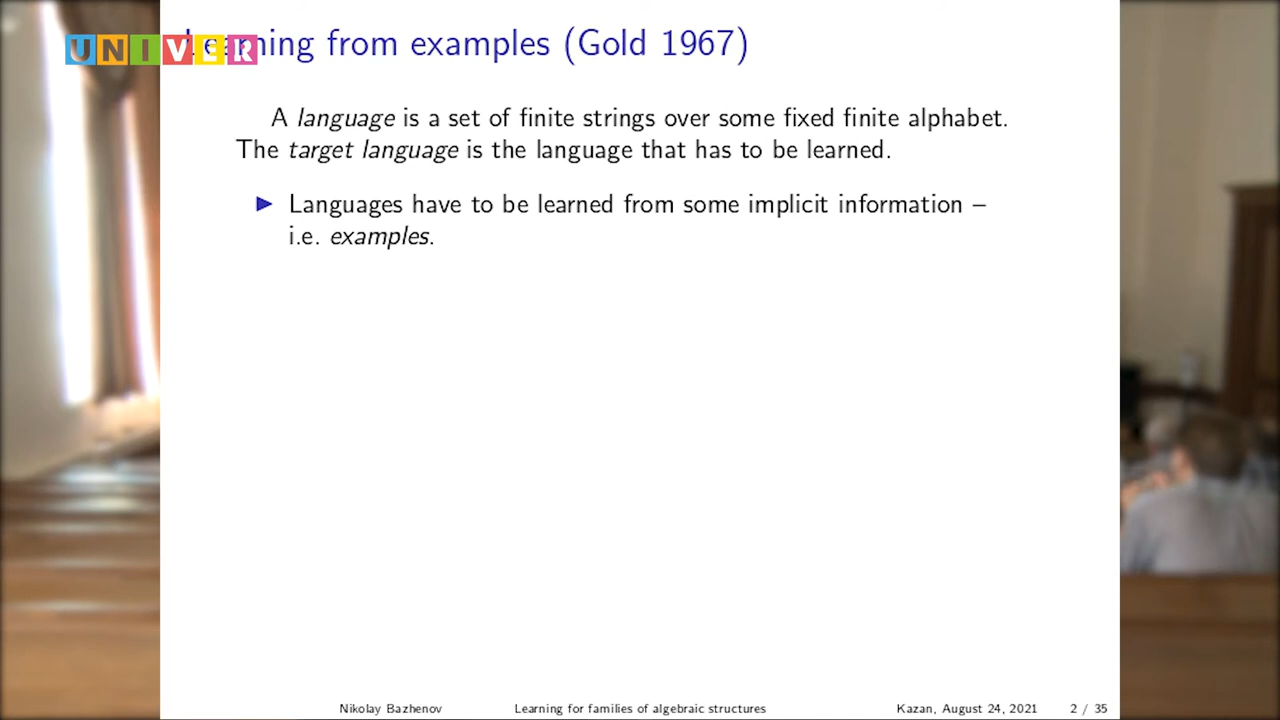 UNIVER
Learning from examples (Gold 1967)
A language is a set of finite strings over some fixed finite alphabet.
The target language is the language that has to be learned.
▶ Languages have to be learned from some implicit information –
i.e. examples.
Nikolay Bazhenov Learning for families of algebraic structures Kazan, August 24, 2021 2 / 35